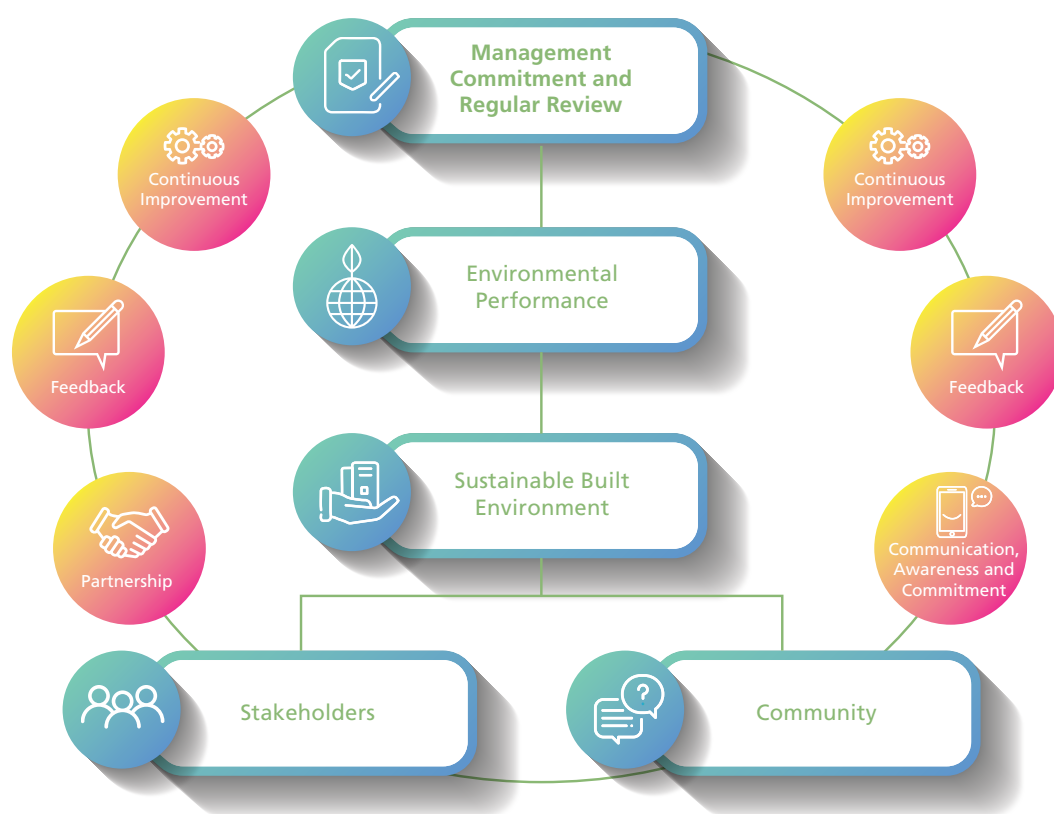 Management
Commitment and
Regular Review
Continuous
Improvement
Continuous
Improvement
Environmental
Performance
Feedback
Feedback
Sustainable Built
Environment
Partnership
Communication,
Awareness and
Commitment
Stakeholders
Community
?